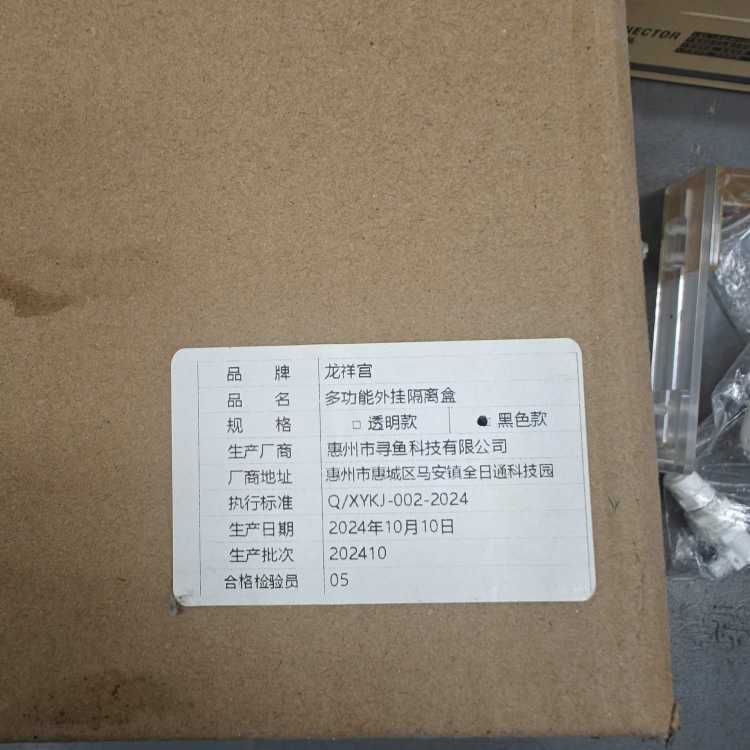 NECTOR
品 牌 龙祥宫
品 名 多功能外挂隔离盒
规 格 □ 透明款 ● 黑色款
生产厂商 惠州市寻鱼科技有限公司
厂商地址 惠州市惠城区马安镇全日通科技园
执行标准 Q/XYKJ-002-2024
生产日期 2024年10月10日
生产批次 202410
合格检验员 05